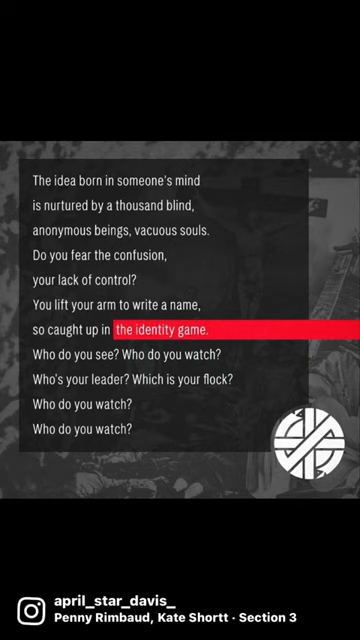 The idea born in someone's mind
is nurtured by a thousand blind,
anonymous beings, vacuous souls.
Do you fear the confusion,
your lack of control?
You lift your arm to write a name,
so caught up in the identity game.
Who do you see? Who do you watch?
Who's your leader? Which is your flock?
Who do you watch?
Who do you watch?
april_star_davis_
Penny Rimbaud, Kate Shortt · Section 3